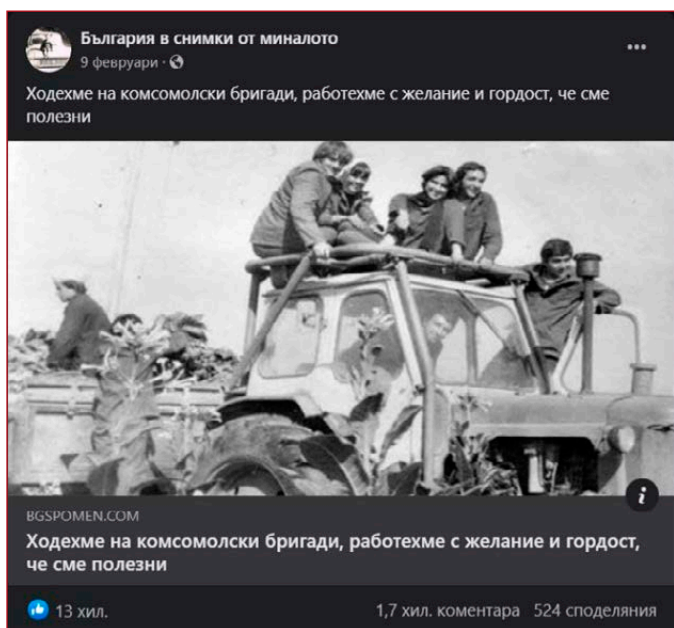 България в снимки от миналото
9 февруари ·
Ходехме на комсомолски бригади, работехме с желание и гордост, че сме
полезни
BGSPOMEN.COM
Ходехме на комсомолски бригади, работехме с желание и гордост,
че сме полезни
13 хил. 1,7 хил. коментара 524 споделяния